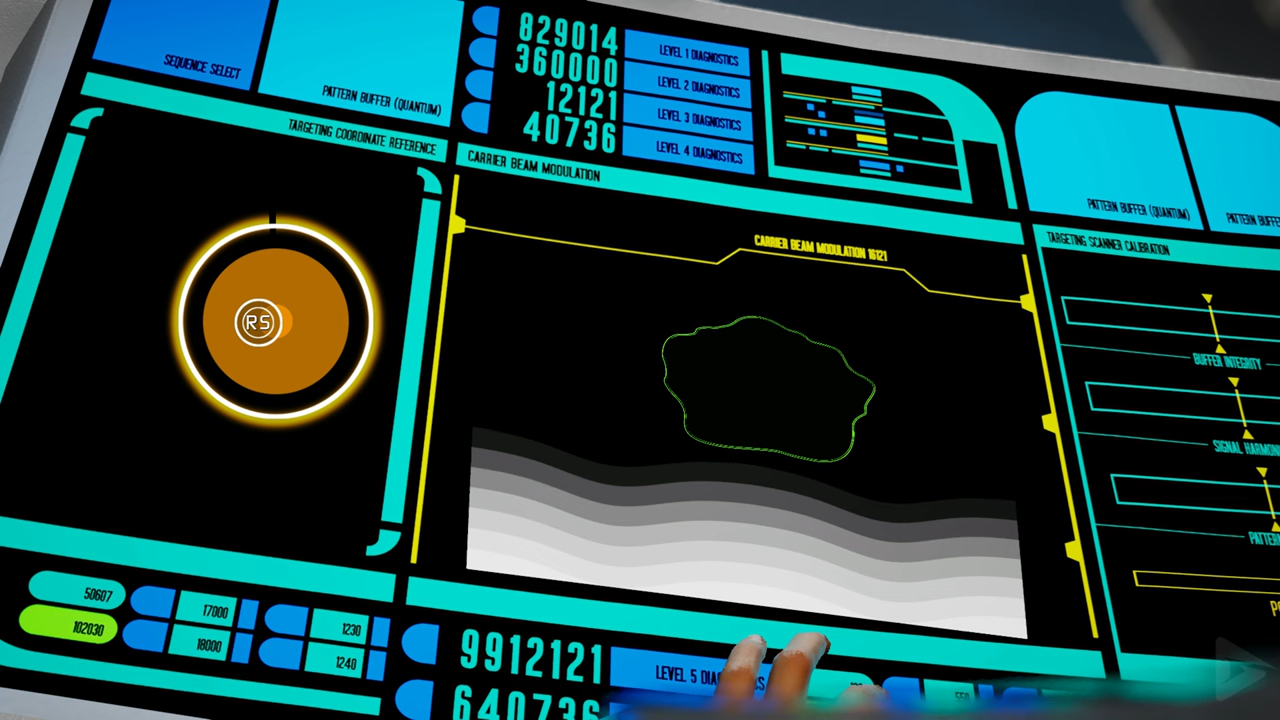 SEQUENCE SELECT
PATTERN BUFFER (QUANTUM)
829014
360000
12121
40736
LEVEL 1 DIAGNOSTICS
LEVEL 2 DIAGNOSTICS
LEVEL 3 DIAGNOSTICS
LEVEL 4 DIAGNOSTICS
PATTERN BUFFER (QUANTUM)
PATTERN
TARGETING COORDINATE REFERENCE
CARRIER BEAM MODULATION
TARGETING SCANNER CALIBRATION
CARRIER BEAM MODULATION 16121
RS
BUFFER INTEGRITY
SIGNAL
50607
102030
17000
18000
1230
1240
9912121
640736
LEVEL 5